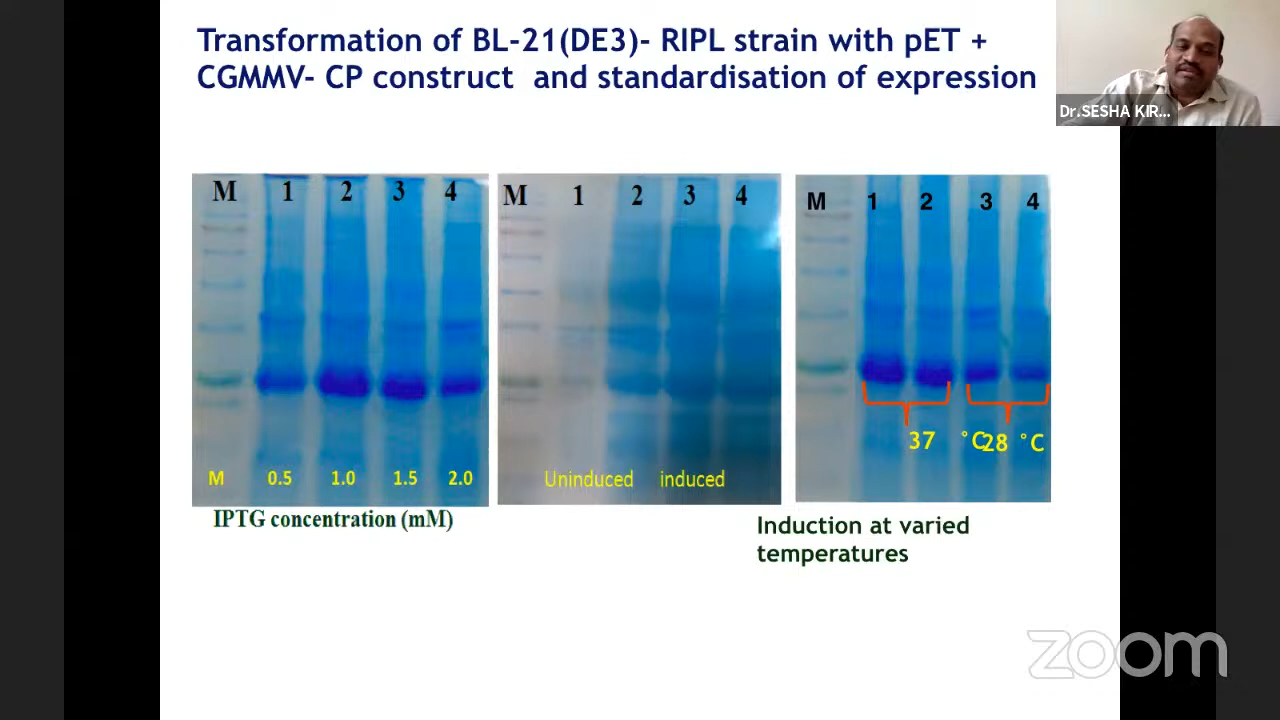 Transformation of BL-21(DE3)- RIPL strain with pET +
CGMMV- CP construct and standardisation of expression
Dr.SESHA KIR...
M 1 2 3 4
M 0.5 1.0 1.5 2.0
IPTG concentration (mM)
M 1 2 3 4
Uninduced induced
M 1 2 3 4
37 °C 28 °C
Induction at varied
temperatures
zoom